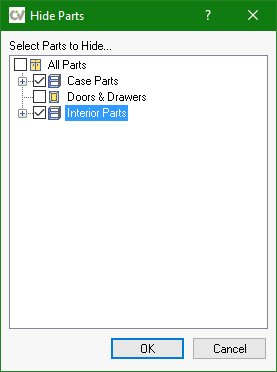 CV Hide Parts ?
Select Parts to Hide...
All Parts
Case Parts
Doors & Drawers
Interior Parts
OK Cancel